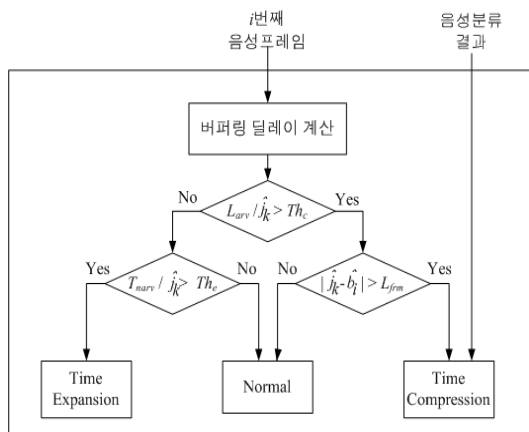 i번째
음성프레임
음성분류
결과
버퍼링 딜레이 계산
No
Yes
L_arv / ĵ_k > Th_c
Yes
No
No
Yes
T_narv / ĵ_k > Th_e
| ĵ_k - b̂_i | > L_frm
Time
Expansion
Normal
Time
Compression